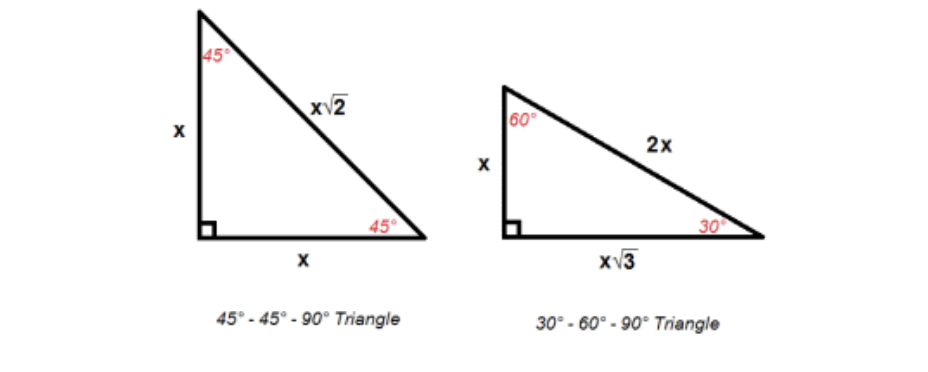 45°
x√2
x
45°
x
45° - 45° - 90° Triangle
60°
2x
x
30°
x√3
30° - 60° - 90° Triangle